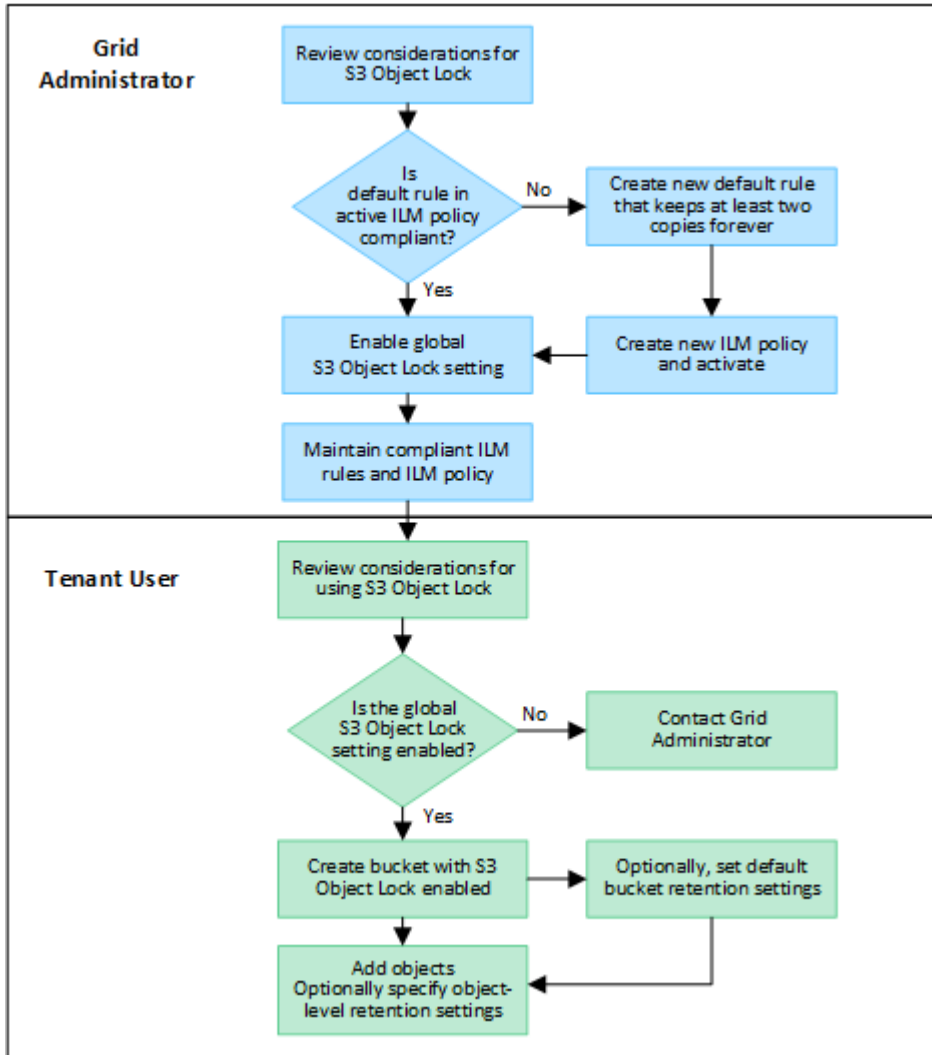 Grid
Administrator
Review considerations for
S3 Object Lock
Is
default rule in
active ILM policy
compliant?
No
Create new default rule
that keeps at least two
copies forever
Yes
Enable global
S3 Object Lock setting
Create new ILM policy
and activate
Maintain compliant ILM
rules and ILM policy
Tenant User
Review considerations for
using S3 Object Lock
Is the global
S3 Object Lock
setting enabled?
No
Contact Grid
Administrator
Yes
Create bucket with S3
Object Lock enabled
Optionally, set default
bucket retention settings
Add objects
Optionally specify object-
level retention settings